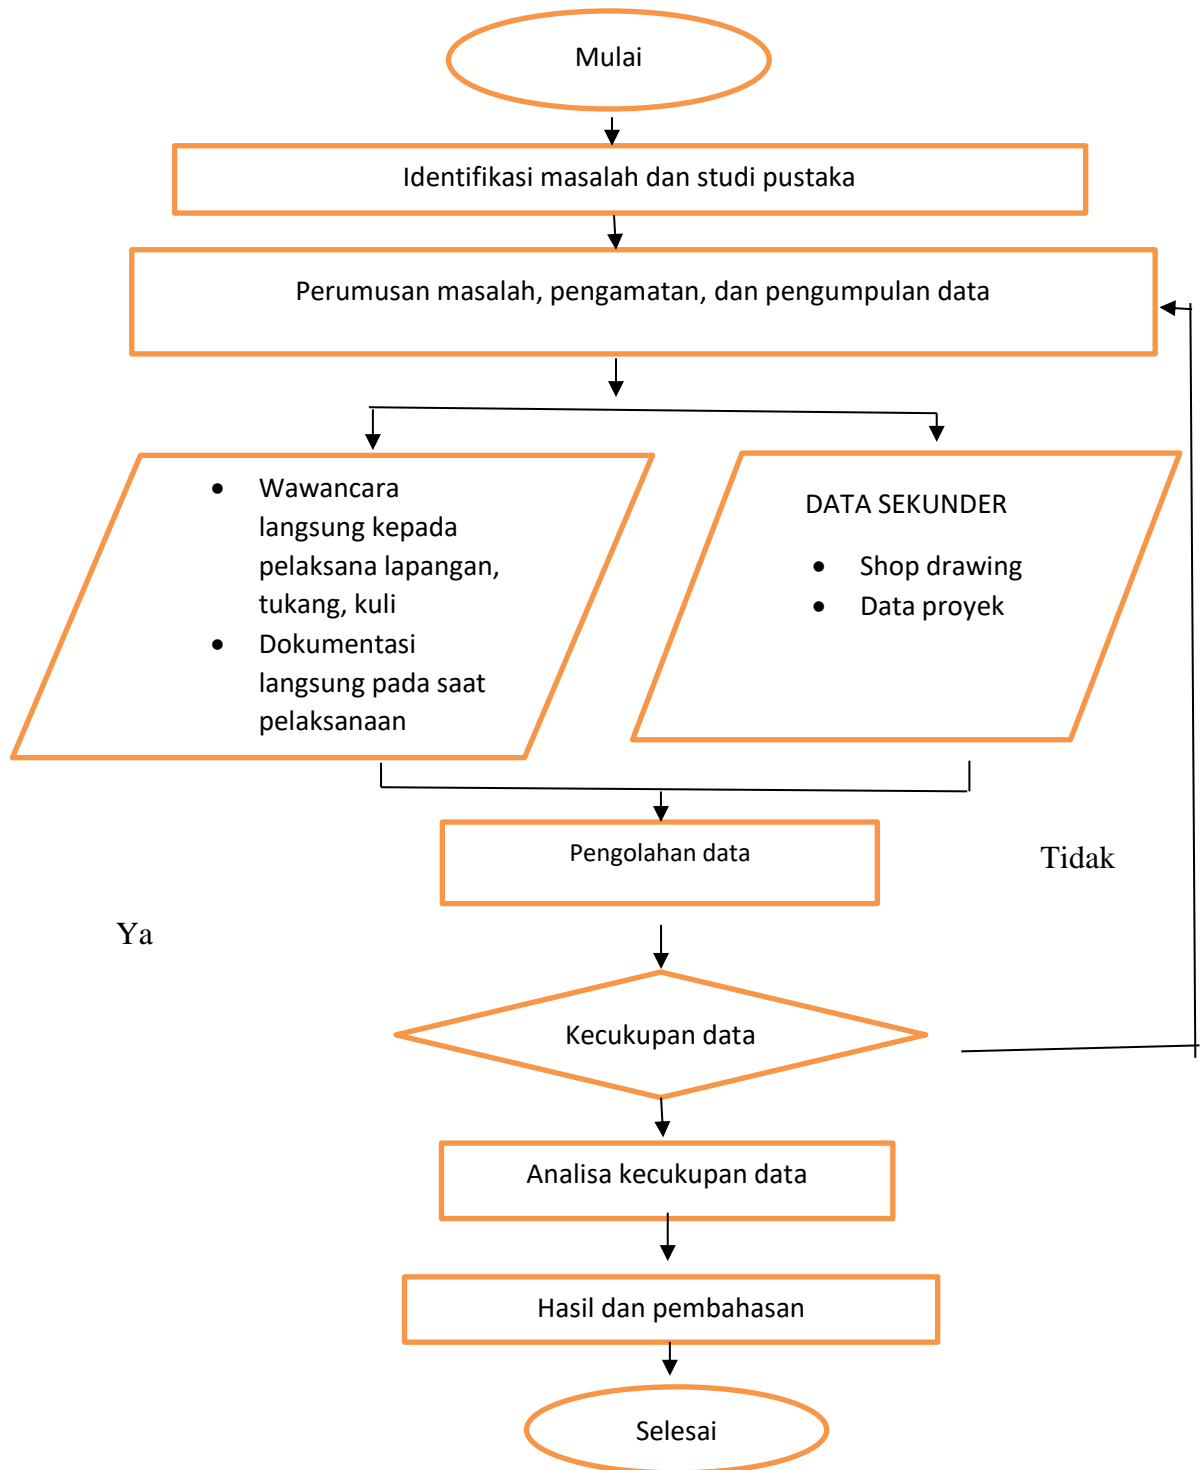 Mulai
Identifikasi masalah dan studi pustaka
Perumusan masalah, pengamatan, dan pengumpulan data
• Wawancara
langsung kepada
pelaksana lapangan,
tukang, kuli
• Dokumentasi
langsung pada saat
pelaksanaan
DATA SEKUNDER
• Shop drawing
• Data proyek
Pengolahan data
Tidak
Ya
Kecukupan data
Analisa kecukupan data
Hasil dan pembahasan
Selesai